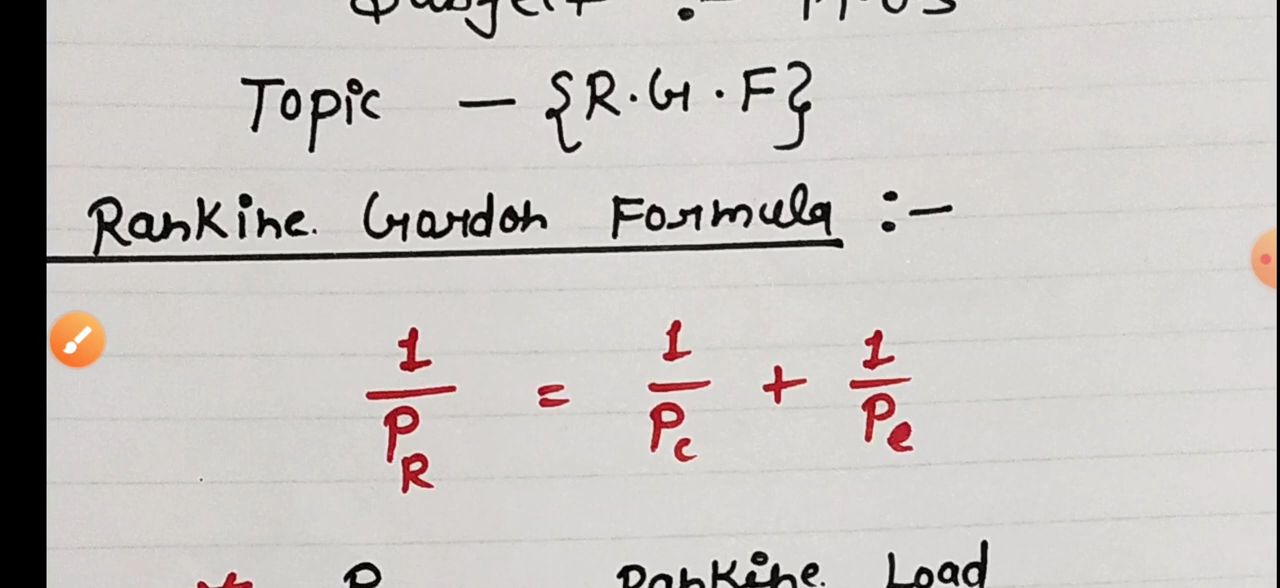 Topic - {R.G.F}
Rankine. Gordon Formula :-
1/P_R = 1/P_c + 1/P_e
Rankine. Load